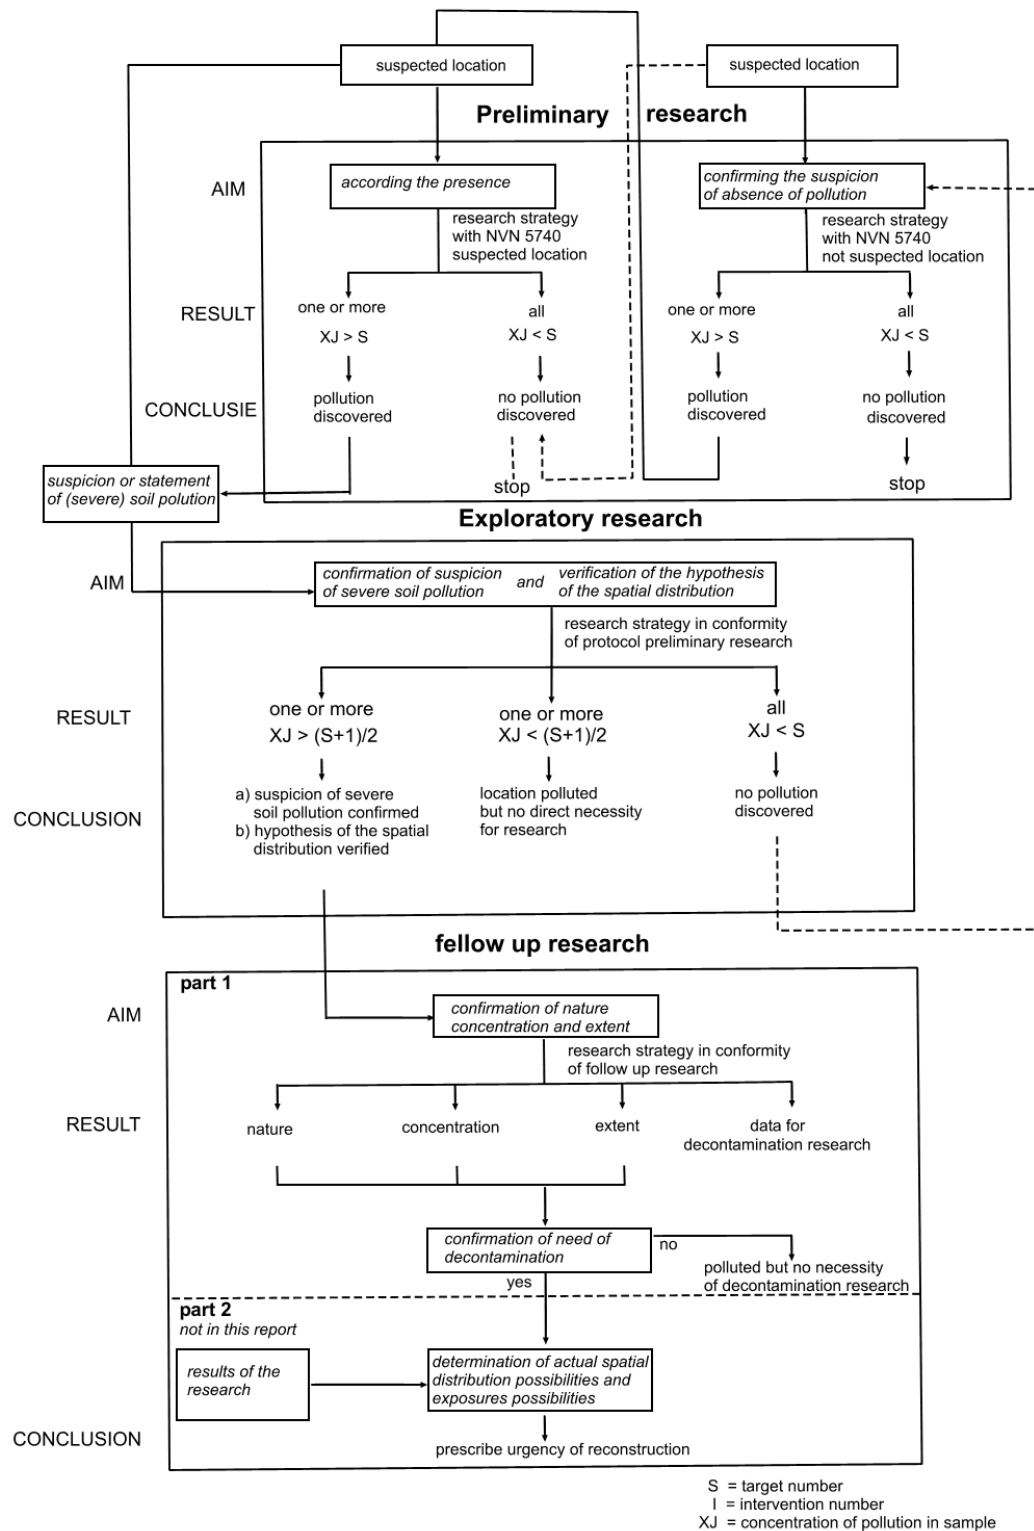 suspected location
suspected location
Preliminary research
AIM
according the presence
confirming the suspicion
of absence of pollution
research strategy
with NVN 5740
suspected location
research strategy
with NVN 5740
not suspected location
RESULT
one or more
XJ > S
all
XJ < S
one or more
XJ > S
all
XJ < S
CONCLUSIE
pollution
discovered
no pollution
discovered
pollution
discovered
no pollution
discovered
stop
stop
suspicion or statement
of (severe) soil polution
Exploratory research
AIM
confirmation of suspicion
of severe soil pollution
and
verification of the hypothesis
of the spatial distribution
research strategy in conformity
of protocol preliminary research
RESULT
one or more
XJ > (S+1)/2
one or more
XJ < (S+1)/2
all
XJ < S
CONCLUSION
a) suspicion of severe
soil pollution confirmed
b) hypothesis of the spatial
distribution verified
location polluted
but no direct necessity
for research
no pollution
discovered
fellow up research
part 1
AIM
confirmation of nature
concentration and extent
research strategy in conformity
of follow up research
RESULT
nature
concentration
extent
data for
decontamination research
confirmation of need of
decontamination
no
yes
polluted but no necessity
of decontamination research
part 2
not in this report
results of the
research
determination of actual spatial
distribution possibilities and
exposures possibilities
CONCLUSION
prescribe urgency of reconstruction
S = target number
I = intervention number
XJ = concentration of pollution in sample